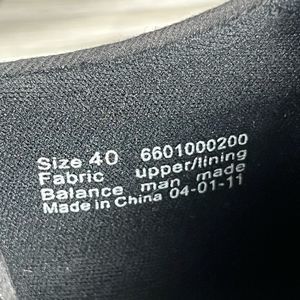 Size 40 6601000200
Fabric upper/lining
Balance man made
Made in China 04-01-11